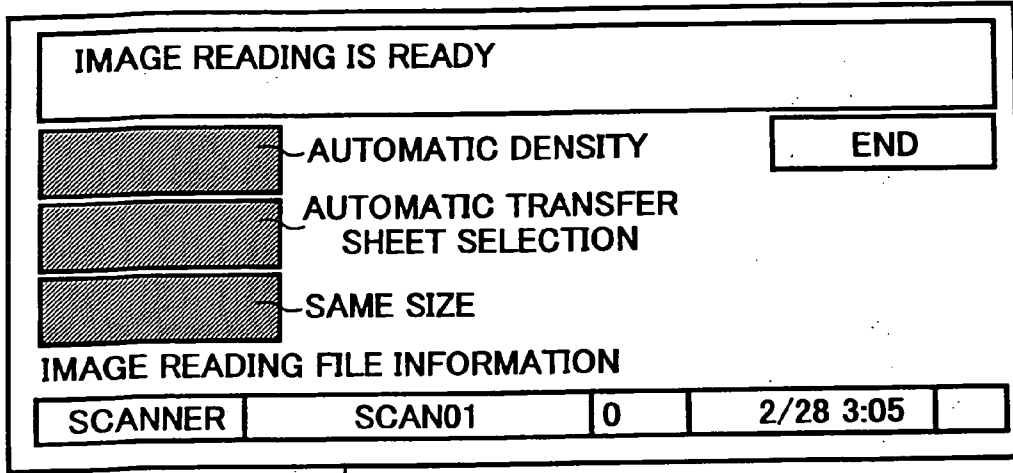 IMAGE READING IS READY
AUTOMATIC DENSITY
END
AUTOMATIC TRANSFER
SHEET SELECTION
SAME SIZE
IMAGE READING FILE INFORMATION
SCANNER SCAN01 0 2/28 3:05